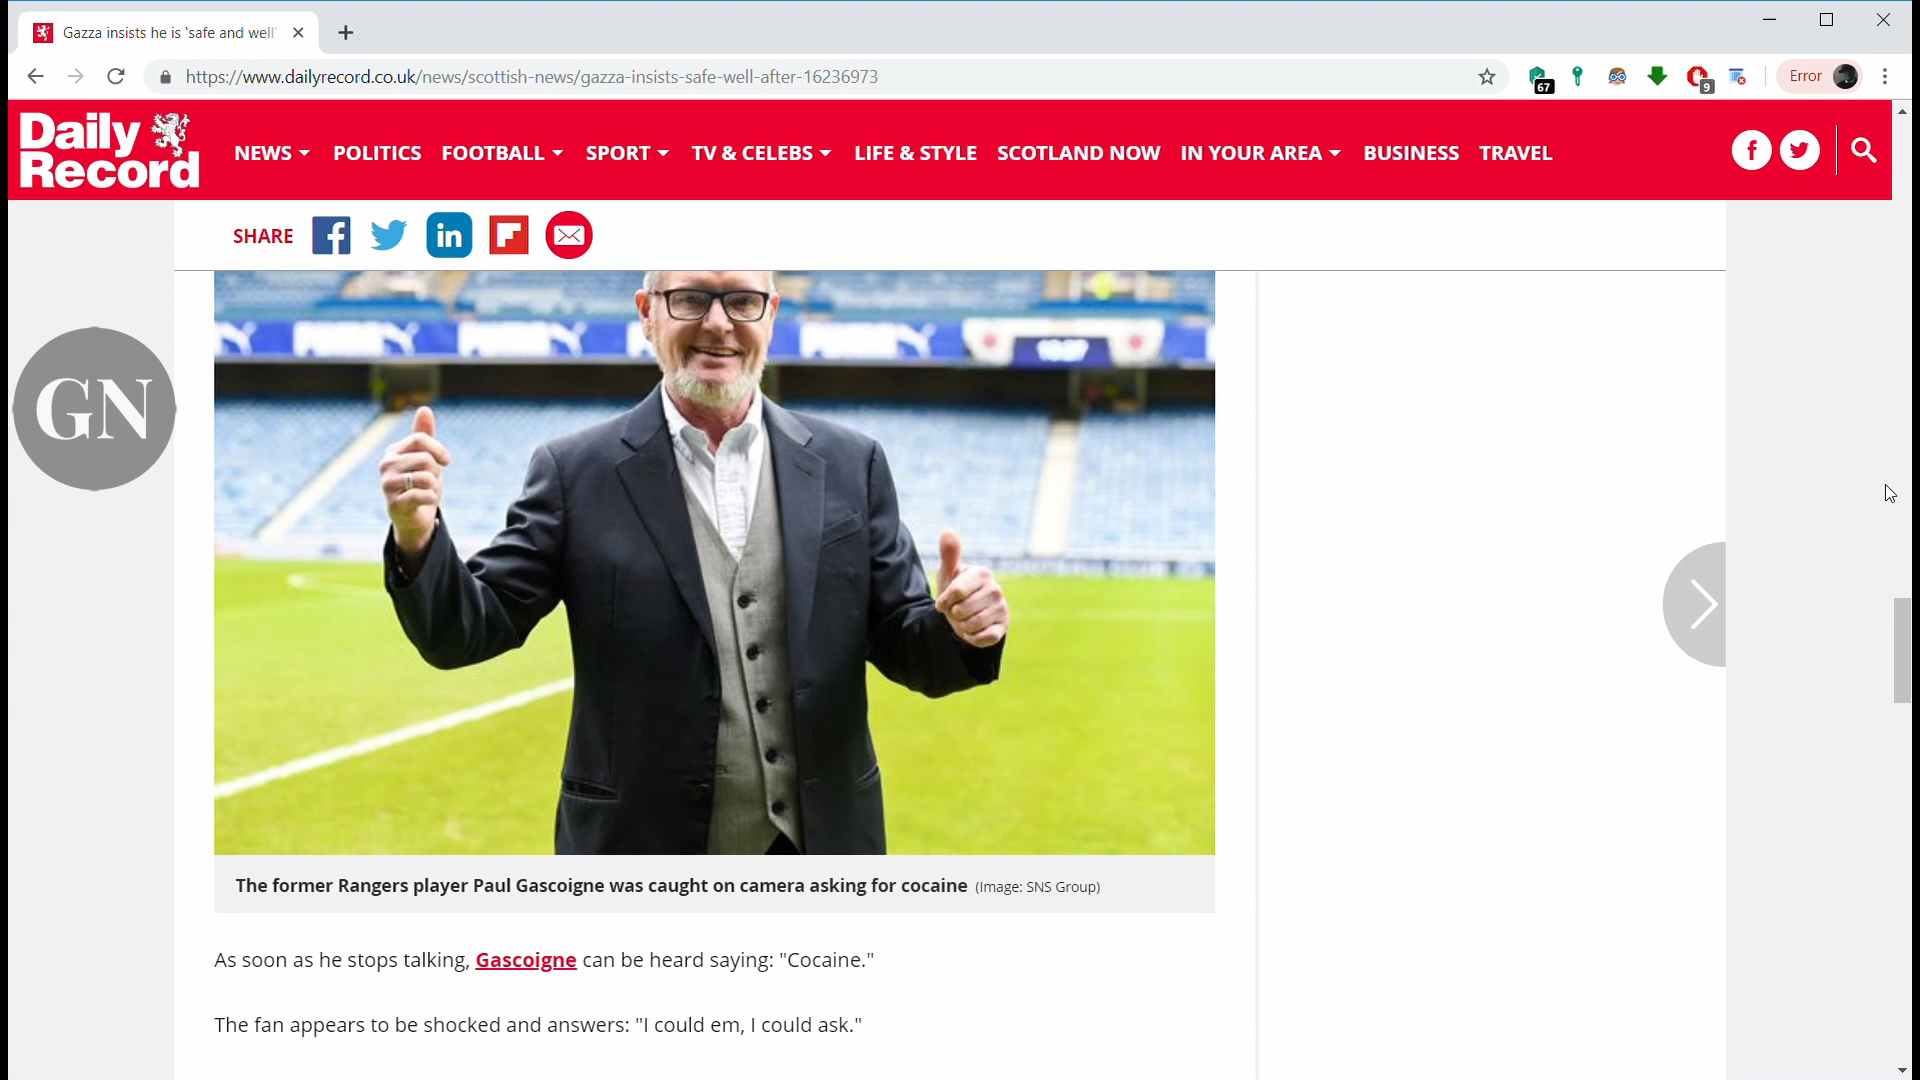 Gazza insists he is 'safe and well'
https://www.dailyrecord.co.uk/news/scottish-news/gazza-insists-safe-well-after-16236973
67
9
Error
Daily
Record
NEWS POLITICS FOOTBALL SPORT TV & CELEBS LIFE & STYLE SCOTLAND NOW IN YOUR AREA BUSINESS TRAVEL
SHARE
in
GN
The former Rangers player Paul Gascoigne was caught on camera asking for cocaine (Image: SNS Group)
As soon as he stops talking, Gascoigne can be heard saying: "Cocaine."
The fan appears to be shocked and answers: "I could em, I could ask."